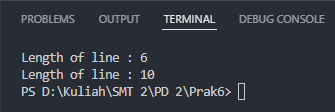 PROBLEMS OUTPUT TERMINAL DEBUG CONSOLE
Length of line : 6
Length of line : 10
PS D:\Kuliah\SMT 2\PD 2\Prak6>